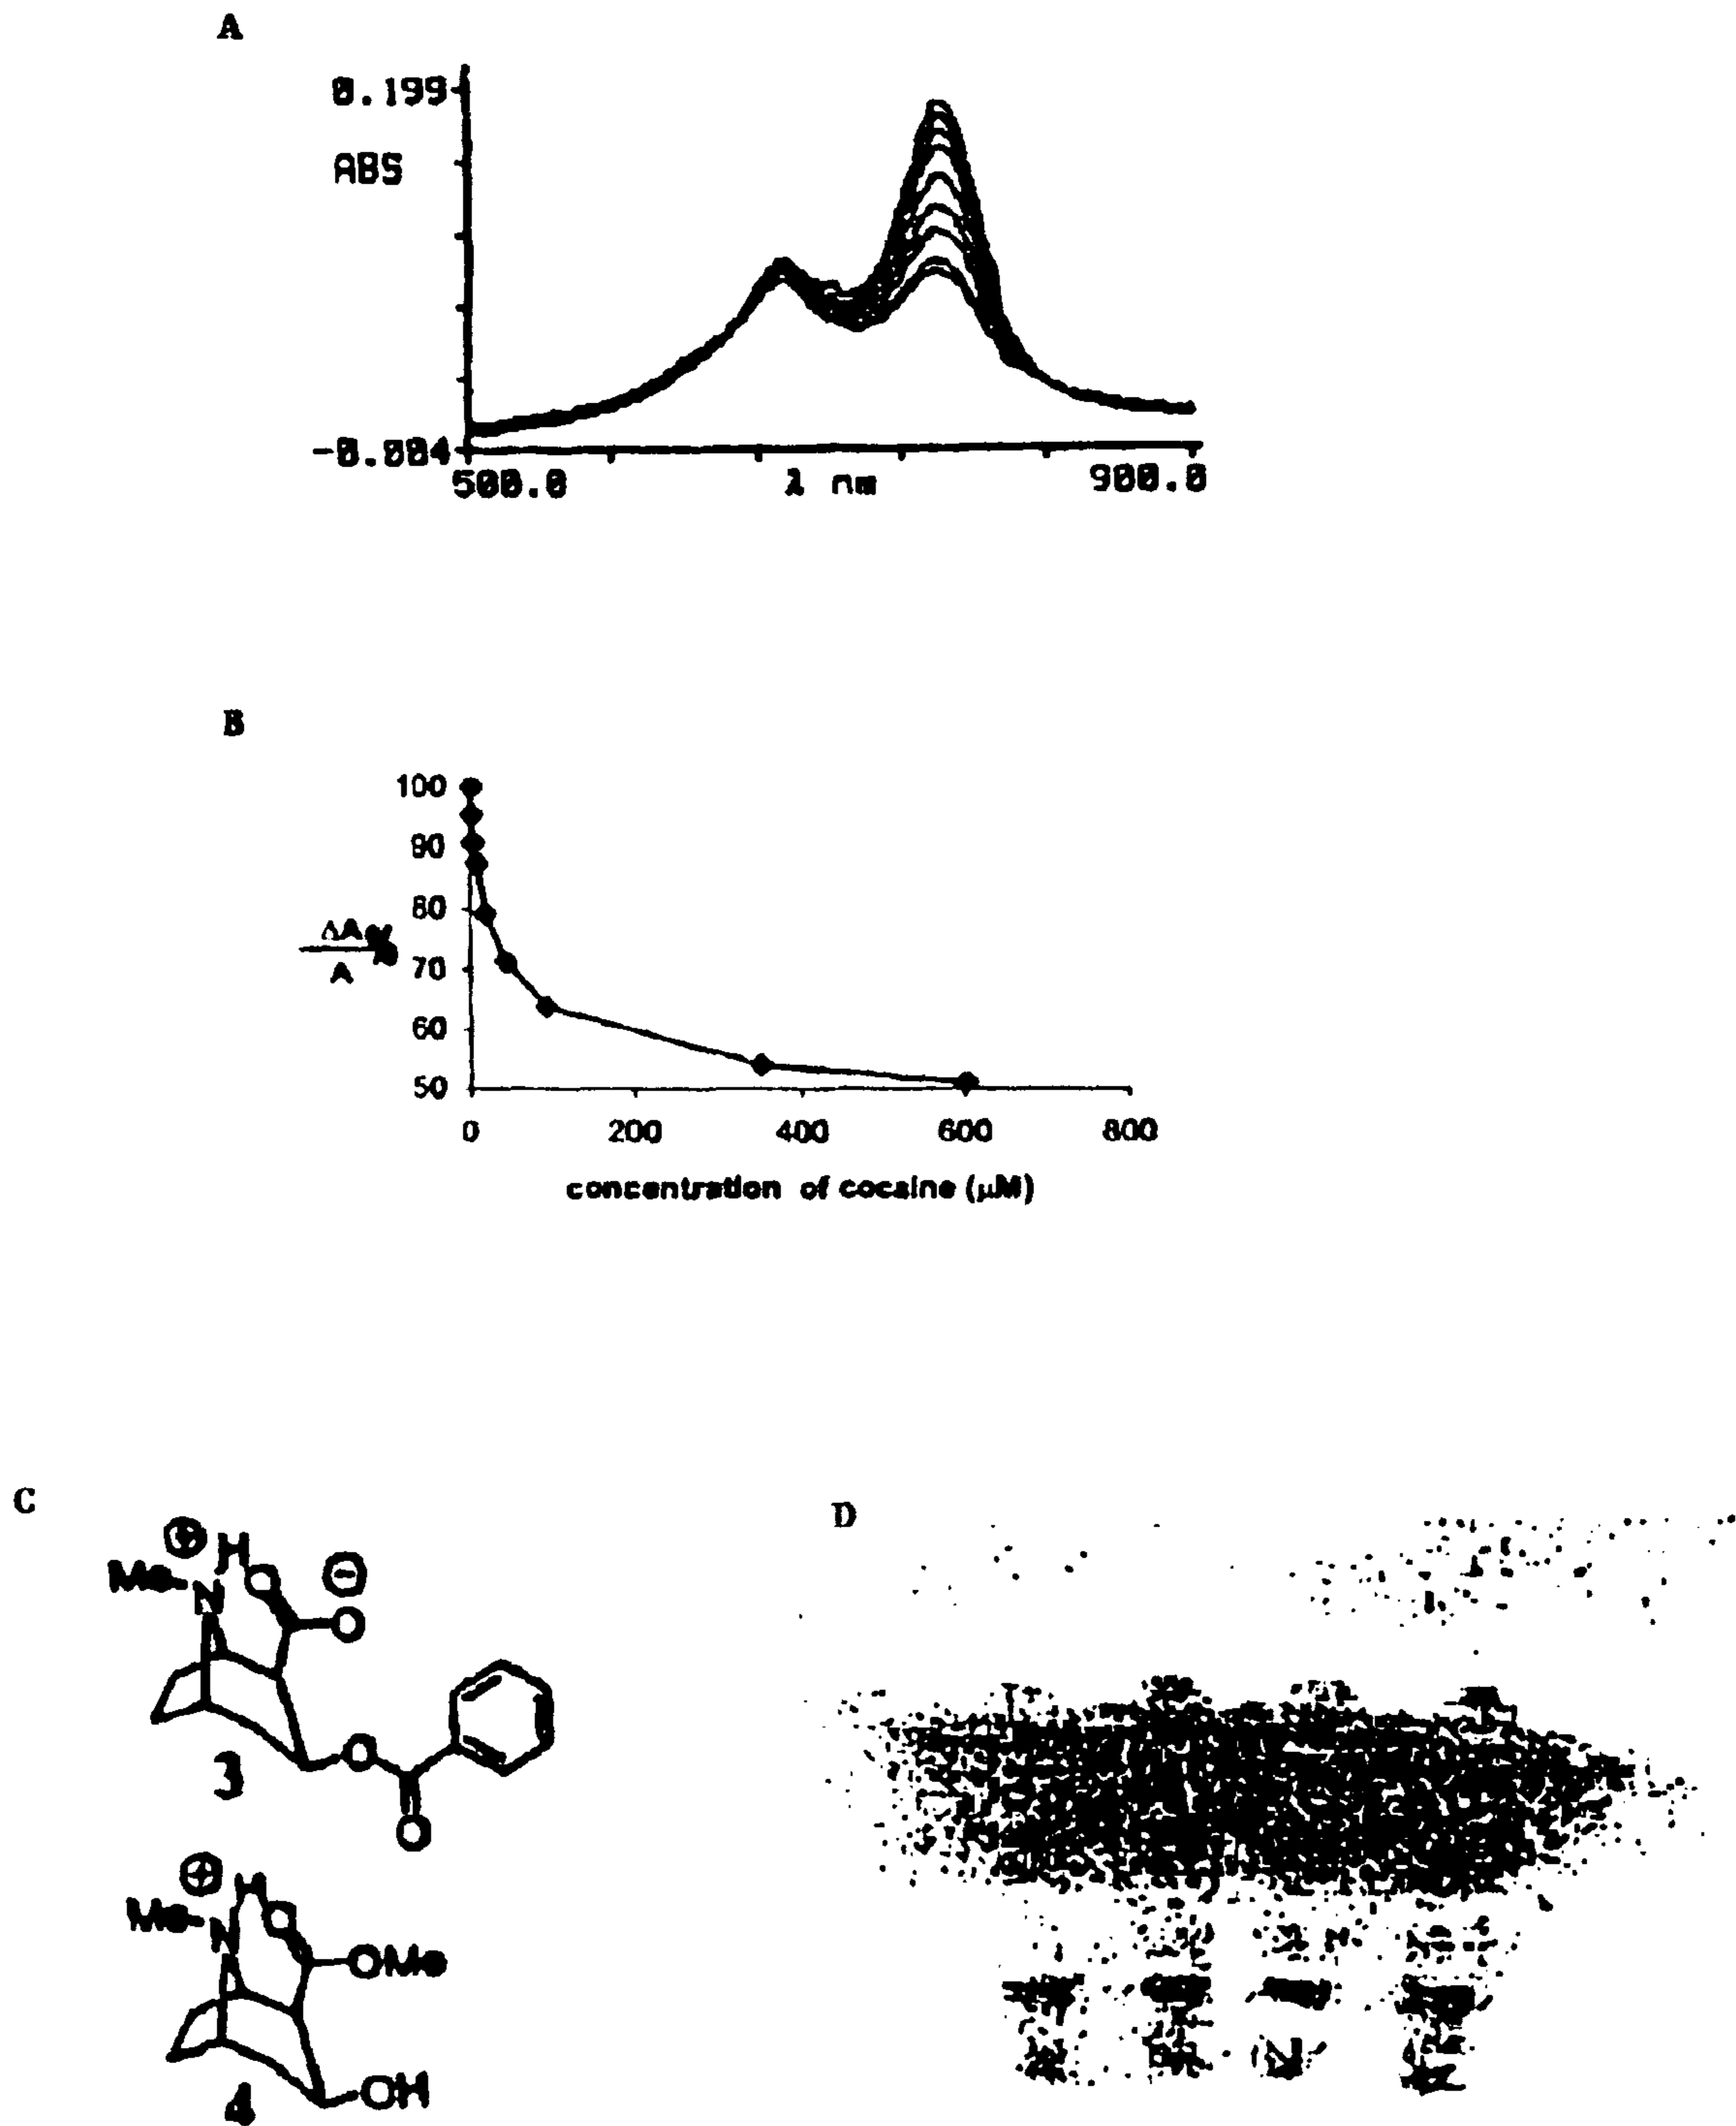 A
0.199
ABS
-0.004
500.0 λ nm 900.0
B
100
90
80
ΔA %
A
70
60
50
0 200 400 600 800
concentration of cocaine (μM)
C
D
⊕ H
Me N O ⊖
O
O
3
O
⊕ H
Me N O
OMe
OH
4